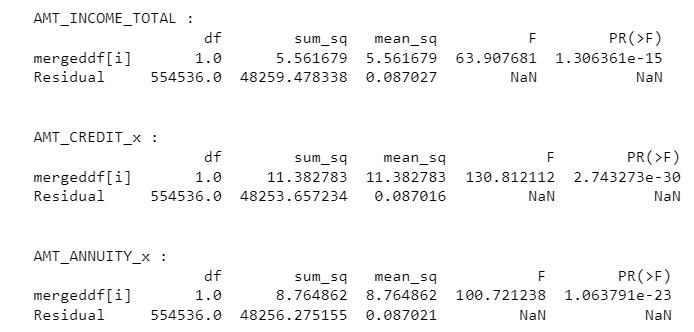 AMT_INCOME_TOTAL :
df sum_sq mean_sq F PR(>F)
mergeddf[i] 1.0 5.561679 5.561679 63.907681 1.306361e-15
Residual 554536.0 48259.478338 0.087027 NaN NaN
AMT_CREDIT_x :
df sum_sq mean_sq F PR(>F)
mergeddf[i] 1.0 11.382783 11.382783 130.812112 2.743273e-30
Residual 554536.0 48253.657234 0.087016 NaN NaN
AMT_ANNUITY_x :
df sum_sq mean_sq F PR(>F)
mergeddf[i] 1.0 8.764862 8.764862 100.721238 1.063791e-23
Residual 554536.0 48256.275155 0.087021 NaN NaN